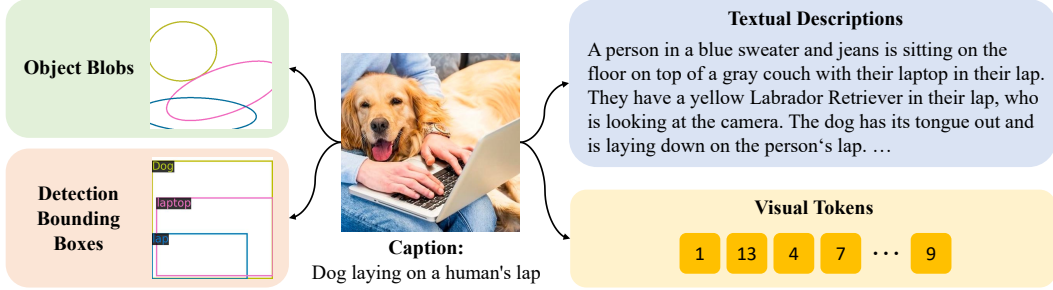 Object Blobs
Detection
Bounding
Boxes
Dog
laptop
lap
Caption:
Dog laying on a human's lap
Textual Descriptions
A person in a blue sweater and jeans is sitting on the
floor on top of a gray couch with their laptop in their lap.
They have a yellow Labrador Retriever in their lap, who
is looking at the camera. The dog has its tongue out and
is laying down on the person‘s lap. …
Visual Tokens
1 13 4 7 ··· 9